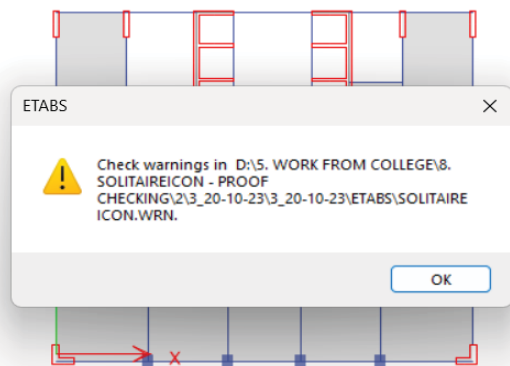 ETABS
Check warnings in D:\5. WORK FROM COLLEGE\8.
SOLITAIREICON - PROOF
CHECKING\2\3_20-10-23\3_20-10-23\ETABS\SOLITAIRE
ICON.WRN.
OK
X